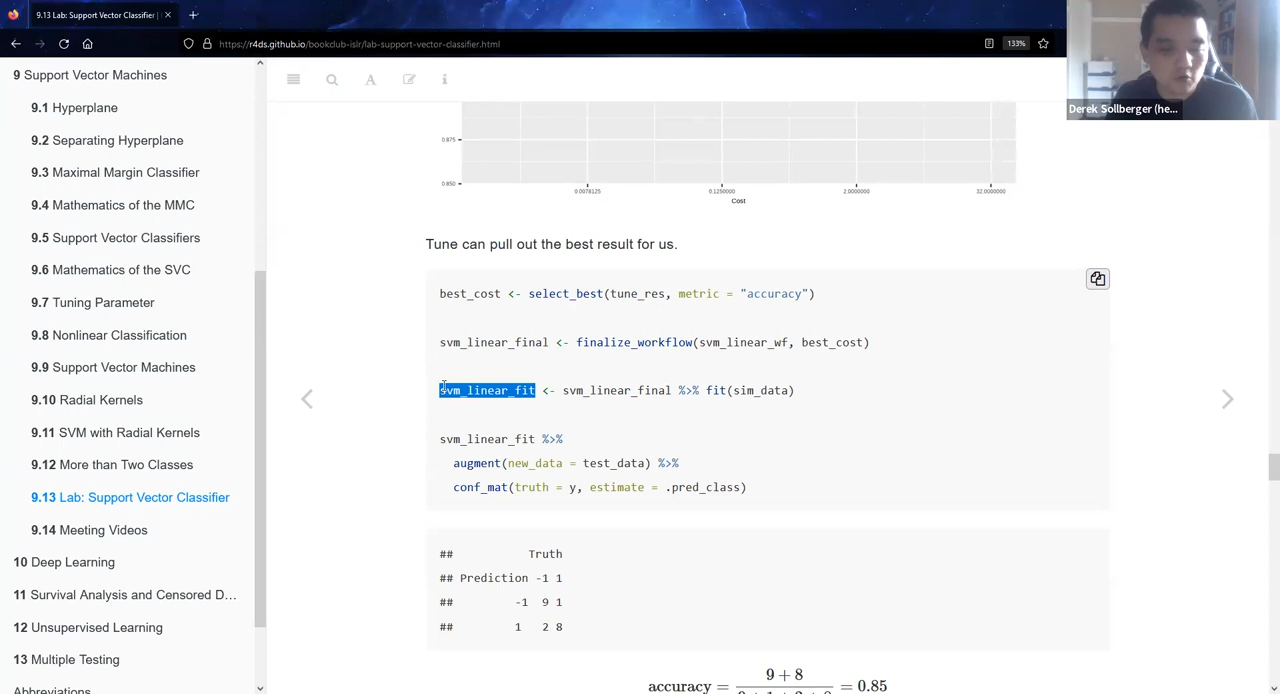 9.13 Lab: Support Vector Classifier |
https://r4ds.github.io/bookclub-islr/lab-support-vector-classifier.html
133%
Derek Sollberger (he...
9 Support Vector Machines
9.1 Hyperplane
9.2 Separating Hyperplane
9.3 Maximal Margin Classifier
9.4 Mathematics of the MMC
9.5 Support Vector Classifiers
9.6 Mathematics of the SVC
9.7 Tuning Parameter
9.8 Nonlinear Classification
9.9 Support Vector Machines
9.10 Radial Kernels
9.11 SVM with Radial Kernels
9.12 More than Two Classes
9.13 Lab: Support Vector Classifier
9.14 Meeting Videos
10 Deep Learning
11 Survival Analysis and Censored D...
12 Unsupervised Learning
13 Multiple Testing
Abbreviations
0.875
0.850
0.0078125 0.1250000 2.0000000 32.0000000
Cost
Tune can pull out the best result for us.
best_cost <- select_best(tune_res, metric = "accuracy")
svm_linear_final <- finalize_workflow(svm_linear_wf, best_cost)
svm_linear_fit <- svm_linear_final %>% fit(sim_data)
svm_linear_fit %>%
augment(new_data = test_data) %>%
conf_mat(truth = y, estimate = .pred_class)
## Truth
## Prediction -1 1
## -1 9 1
## 1 2 8
accuracy = 9 + 8 = 0.85